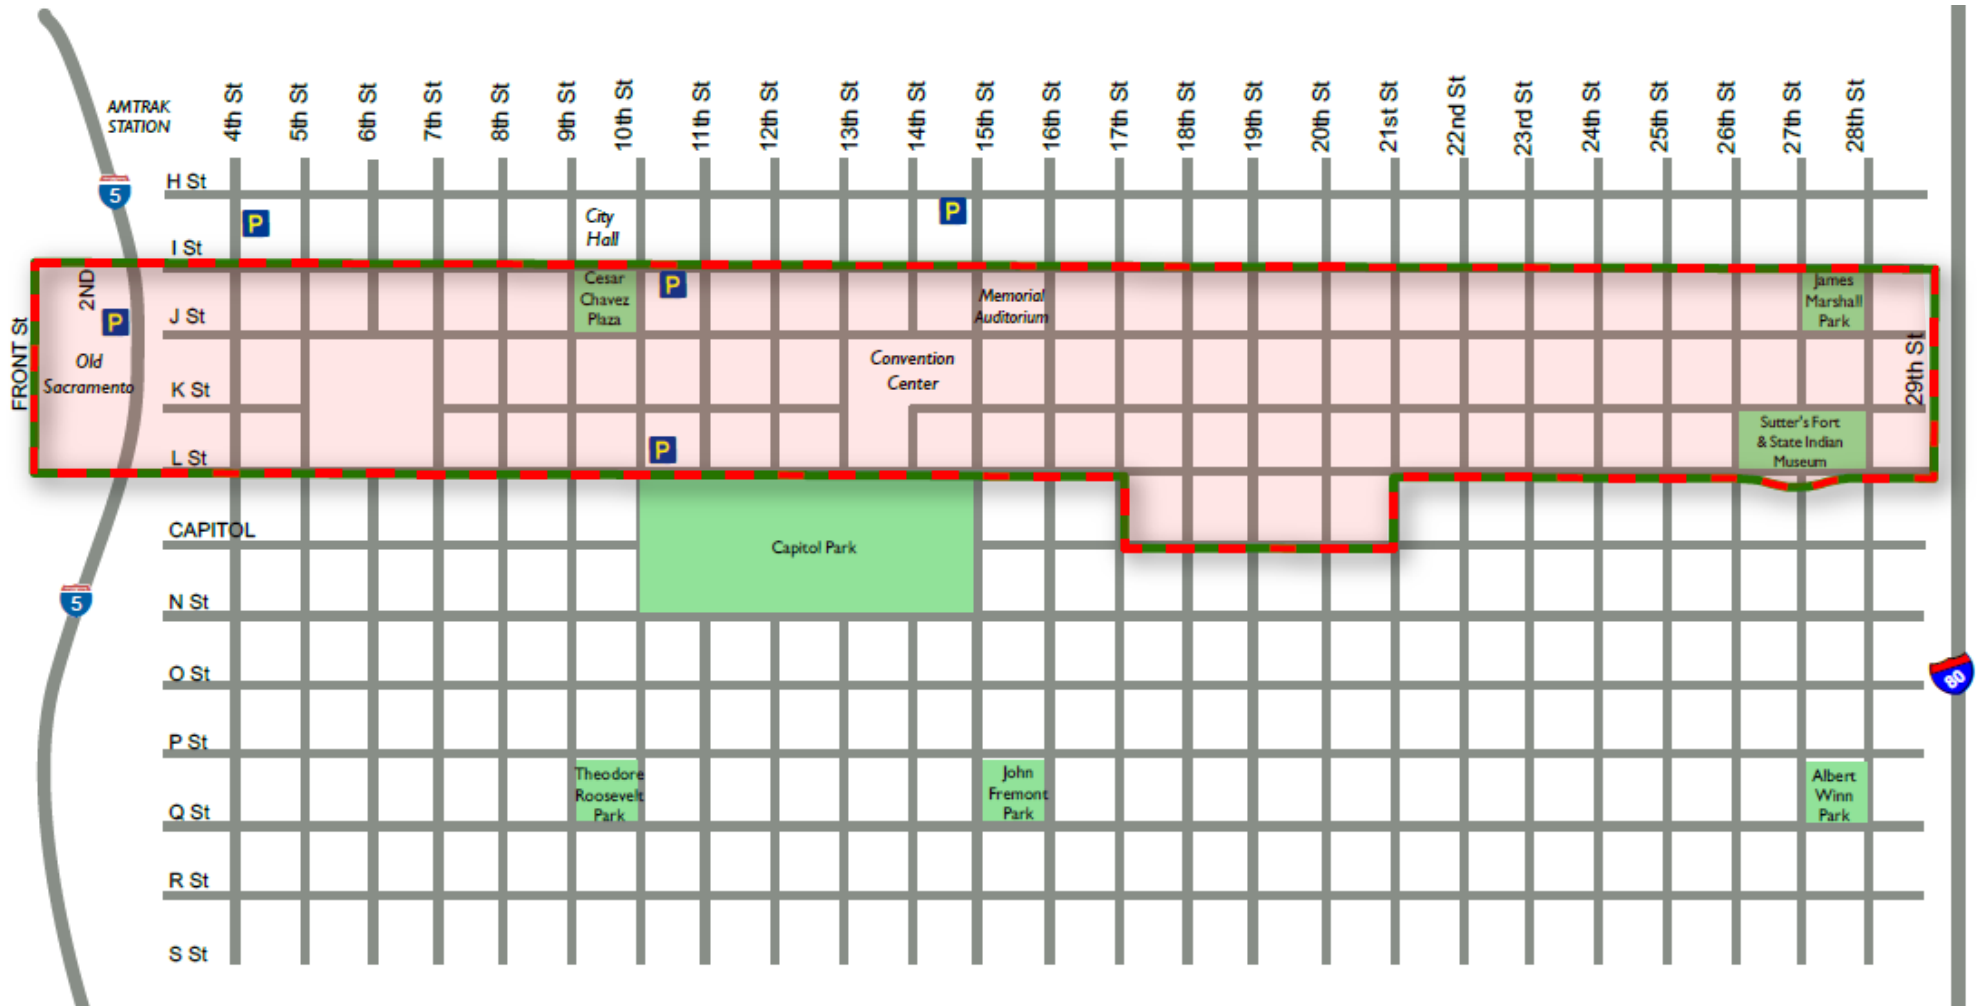 AMTRAK
STATION
4th St
5th St
6th St
7th St
8th St
9th St
10th St
11th St
12th St
13th St
14th St
15th St
16th St
17th St
18th St
19th St
20th St
21st St
22nd St
23rd St
24th St
25th St
26th St
27th St
28th St
H St
5
P
City
Hall
P
I St
2ND
Cesar
Chavez
Plaza
P
Memorial
Auditorium
James
Marshall
Park
P
J St
FRONT St
Old
Sacramento
Convention
Center
29th St
K St
Sutter's Fort
& State Indian
Museum
P
L St
CAPITOL
Capitol Park
5
N St
O St
80
P St
Theodore
Roosevelt
Park
John
Fremont
Park
Albert
Winn
Park
Q St
R St
S St